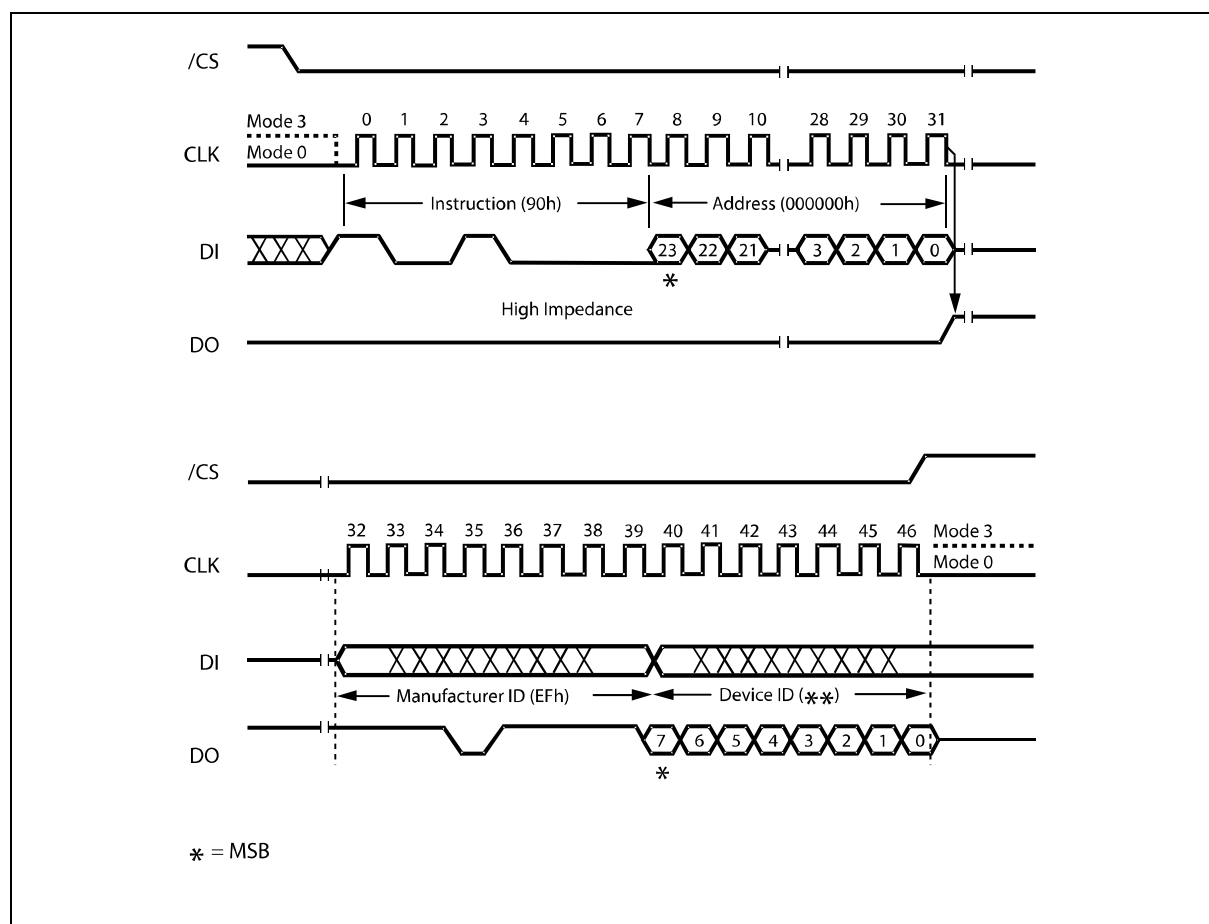 /CS
Mode 3
0 1 2 3 4 5 6 7 8 9 10 28 29 30 31
CLK
Mode 0
Instruction (90h) Address (000000h)
DI
23 22 21 3 2 1 0
*
High Impedance
DO
/CS
32 33 34 35 36 37 38 39 40 41 42 43 44 45 46
Mode 3
CLK
Mode 0
DI
Manufacturer ID (EFh) Device ID (**)
DO
7 6 5 4 3 2 1 0
*
* = MSB